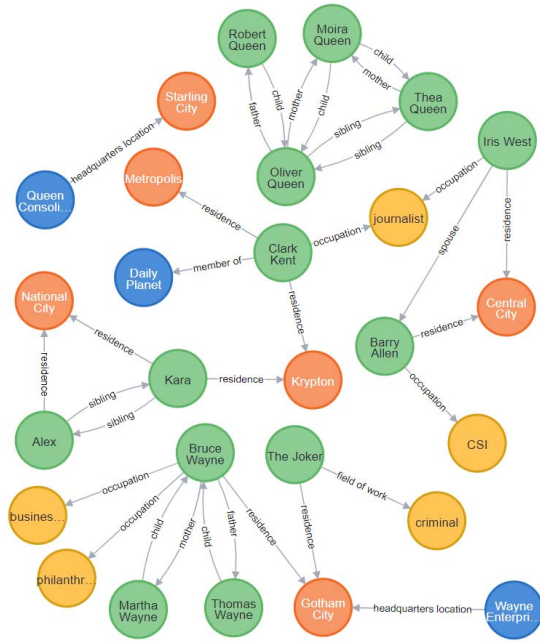 Robert
Queen
Moira
Queen
child
mother
child
mother
child
father
Thea
Queen
sibling
sibling
Oliver
Queen
Starling
City
headquarters location
Queen
Consoli...
Metropolis
residence
Iris West
occupation
journalist
spouse
residence
Clark
Kent
occupation
member of
Daily
Planet
residence
National
City
residence
residence
Central
City
residence
Barry
Allen
occupation
Kara
residence
Krypton
sibling
sibling
Alex
CSI
Bruce
Wayne
The Joker
field of work
criminal
occupation
busines...
occupation
philanthr...
child
mother
child
father
residence
residence
Martha
Wayne
Thomas
Wayne
Gotham
City
headquarters location
Wayne
Enterpri...